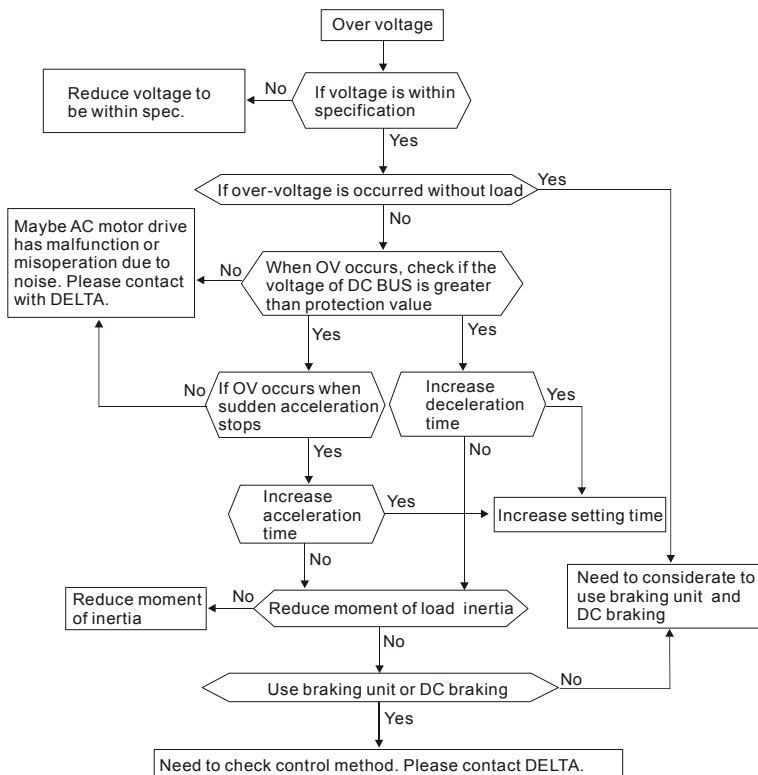 Over voltage
Reduce voltage to
be within spec.
No
If voltage is within
specification
Yes
If over-voltage is occurred without load
Yes
No
Maybe AC motor drive
has malfunction or
misoperation due to
noise. Please contact
with DELTA.
No
When OV occurs, check if the
voltage of DC BUS is greater
than protection value
Yes
Yes
No
If OV occurs when
sudden acceleration
stops
Increase
deceleration
time
Yes
Yes
No
Increase
acceleration
time
Yes
Increase setting time
No
Reduce moment
of inertia
No
Reduce moment of load inertia
Need to considerate to
use braking unit and
DC braking
No
Use braking unit or DC braking
No
Yes
Need to check control method. Please contact DELTA.